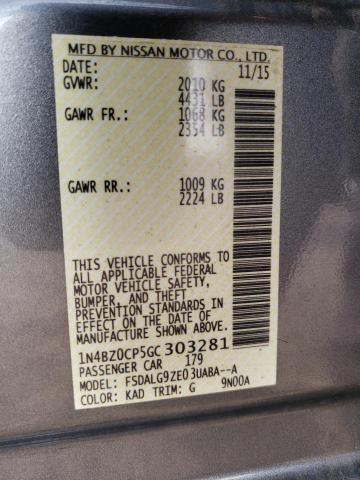 MFD BY NISSAN MOTOR CO., LTD.
DATE: 11/15
GVWR: 2010 KG
4431 LB
GAWR FR.: 1068 KG
2354 LB
GAWR RR.: 1009 KG
2224 LB
THIS VEHICLE CONFORMS TO
ALL APPLICABLE FEDERAL
MOTOR VEHICLE SAFETY,
BUMPER, AND THEFT
PREVENTION STANDARDS IN
EFFECT ON THE DATE OF
MANUFACTURE SHOWN ABOVE.
1N4BZ0CP5GC303281
PASSENGER CAR 179
MODEL: FSDALG9ZE03UABA--A
COLOR: KAD TRIM: G 9N00A